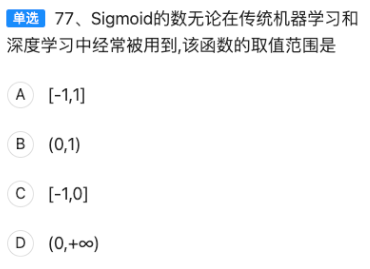 单选 77、Sigmoid的数无论在传统机器学习和
深度学习中经常被用到,该函数的取值范围是
A [-1,1]
B (0,1)
C [-1,0]
D (0,+∞)